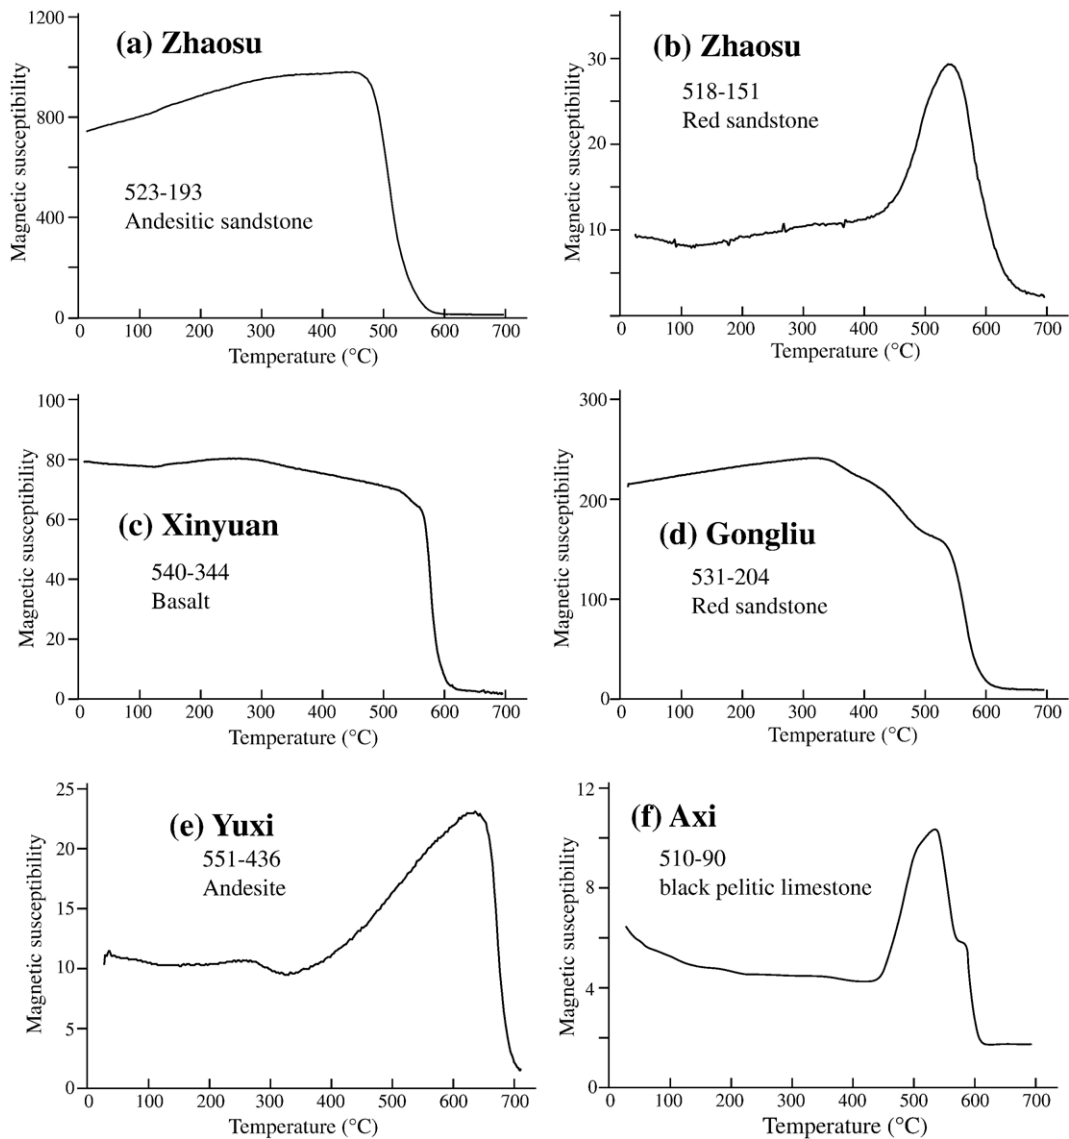 (a) Zhaosu
523-193
Andesitic sandstone
Magnetic susceptibility
1200
800
400
0
0 100 200 300 400 500 600 700
Temperature (°C)
(b) Zhaosu
518-151
Red sandstone
Magnetic susceptibility
30
20
10
0 100 200 300 400 500 600 700
Temperature (°C)
(c) Xinyuan
540-344
Basalt
Magnetic susceptibility
100
80
60
40
20
0
0 100 200 300 400 500 600 700
Temperature (°C)
(d) Gongliu
531-204
Red sandstone
Magnetic susceptibility
300
200
100
0
0 100 200 300 400 500 600 700
Temperature (°C)
(e) Yuxi
551-436
Andesite
Magnetic susceptibility
25
20
15
10
5
0
0 100 200 300 400 500 600 700
Temperature (°C)
(f) Axi
510-90
black pelitic limestone
Magnetic susceptibility
12
8
4
0
0 100 200 300 400 500 600 700
Temperature (°C)